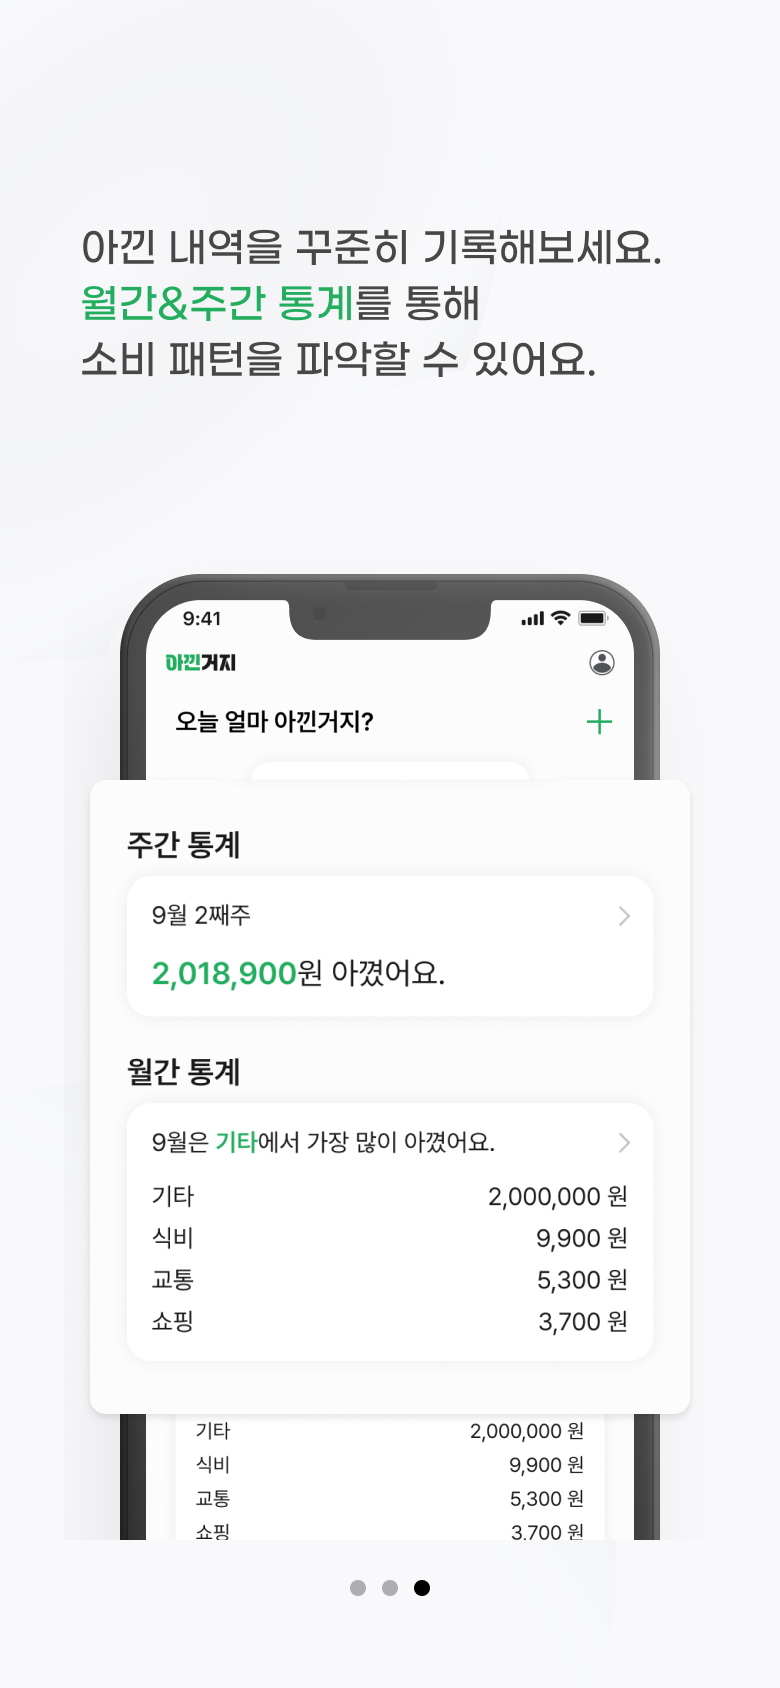 아낀 내역을 꾸준히 기록해보세요.
월간&주간 통계를 통해
소비 패턴을 파악할 수 있어요.
9:41
아낀거지
오늘 얼마 아낀거지?
주간 통계
9월 2째주
2,018,900원 아꼈어요.
월간 통계
9월은 기타에서 가장 많이 아꼈어요.
기타 2,000,000 원
식비 9,900 원
교통 5,300 원
쇼핑 3,700 원
기타 2,000,000 원
식비 9,900 원
교통 5,300 원
쇼핑 3,700 원